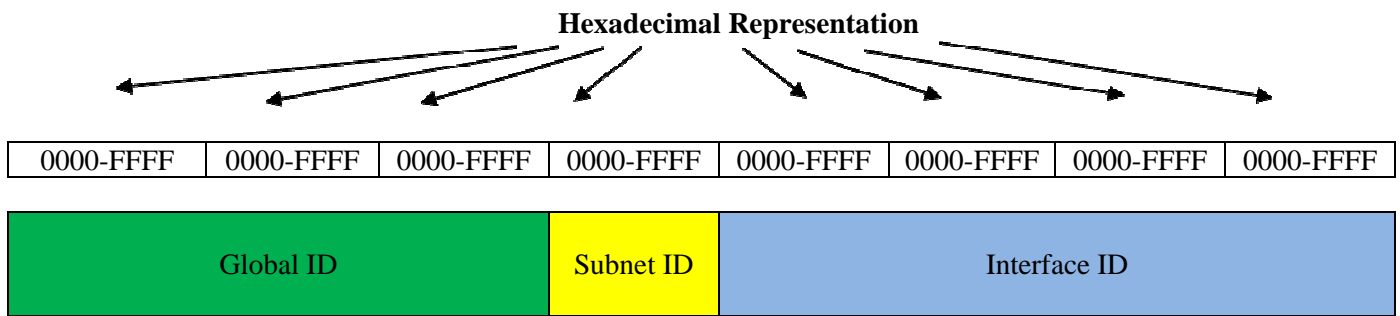 Hexadecimal Representation
0000-FFFF 0000-FFFF 0000-FFFF 0000-FFFF 0000-FFFF 0000-FFFF 0000-FFFF 0000-FFFF
Global ID Subnet ID Interface ID